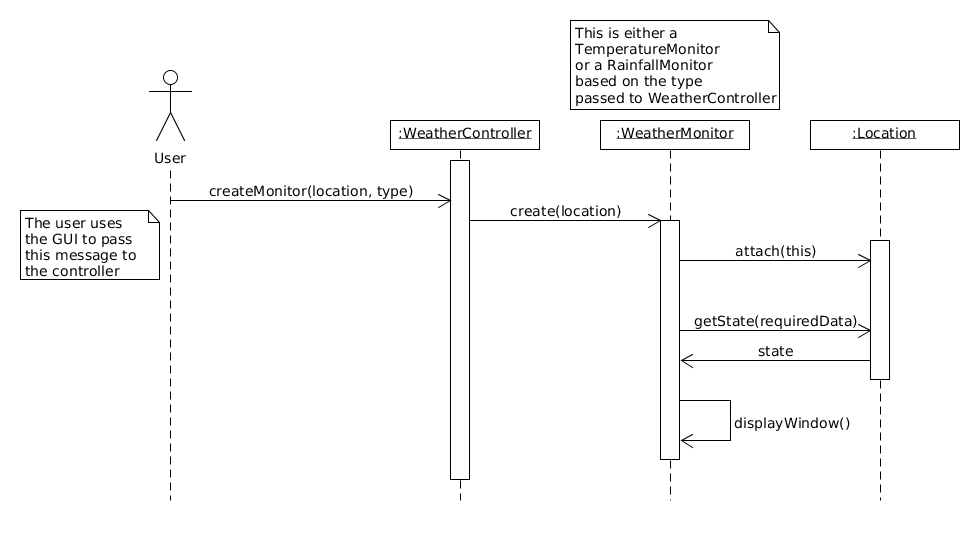 This is either a
TemperatureMonitor
or a RainfallMonitor
based on the type
passed to WeatherController
:WeatherController
:WeatherMonitor
:Location
User
createMonitor(location, type)
The user uses
the GUI to pass
this message to
the controller
create(location)
attach(this)
getState(requiredData)
state
displayWindow()